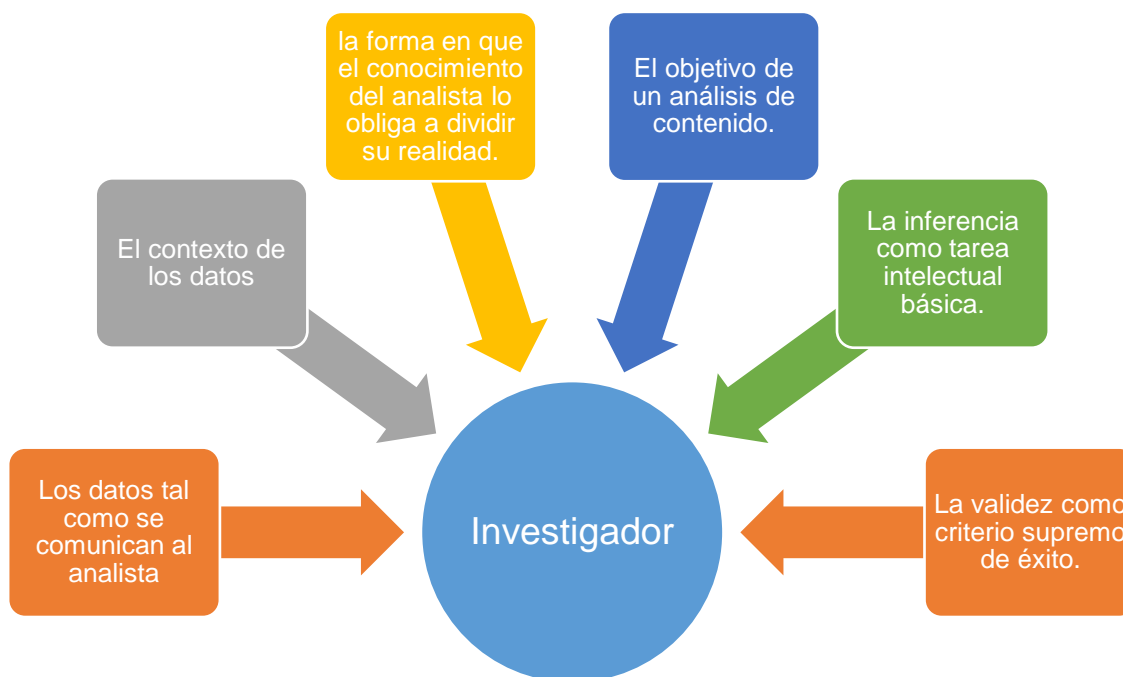 la forma en que
el conocimiento
del analista lo
obliga a dividir
su realidad.
El objetivo de
un análisis de
contenido.
El contexto de
los datos
La inferencia
como tarea
intelectual
básica.
Los datos tal
como se
comunican al
analista
Investigador
La validez como
criterio supremo
de éxito.